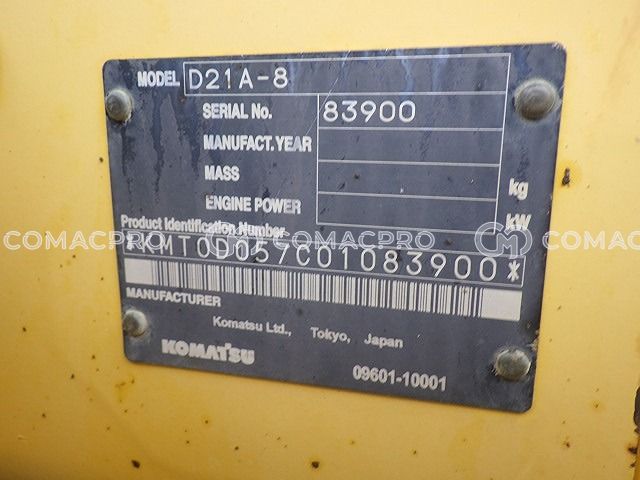 MODEL D21A-8
SERIAL No. 83900
MANUFACT. YEAR
MASS kg
ENGINE POWER kW
Product Identification Number
*KMT0D057C01083900*
MANUFACTURER
Komatsu Ltd., Tokyo, Japan
KOMATSU 09601-10001
COMACPRO COMACPRO COMACPRO